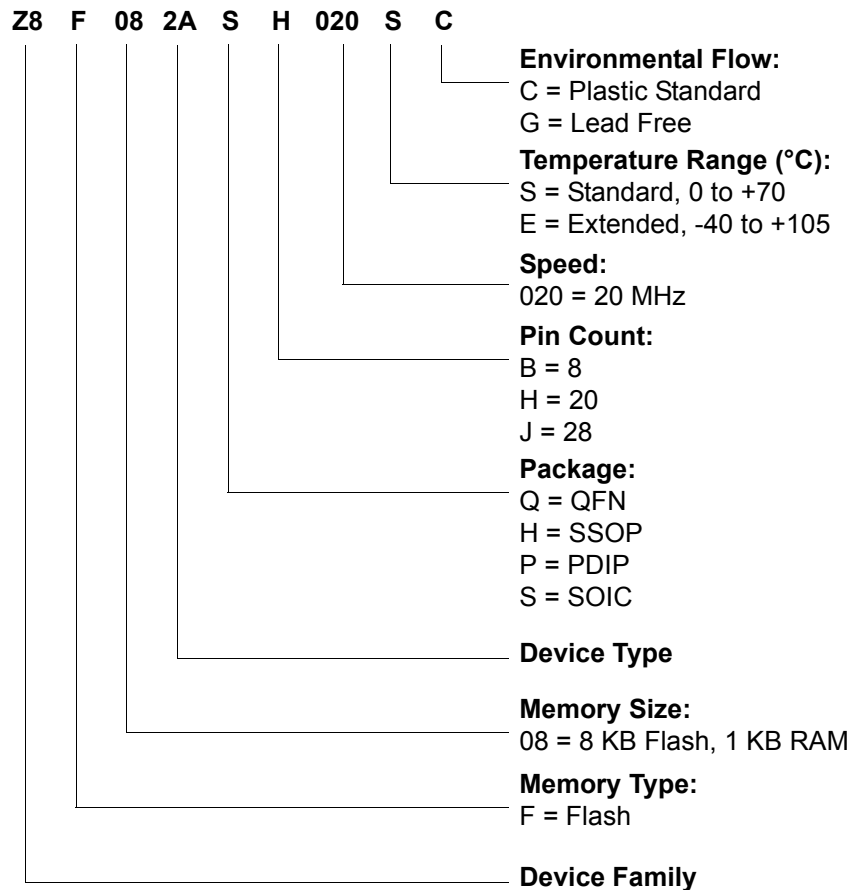 Z8 F 08 2A S H 020 S C
Environmental Flow:
C = Plastic Standard
G = Lead Free
Temperature Range (°C):
S = Standard, 0 to +70
E = Extended, -40 to +105
Speed:
020 = 20 MHz
Pin Count:
B = 8
H = 20
J = 28
Package:
Q = QFN
H = SSOP
P = PDIP
S = SOIC
Device Type
Memory Size:
08 = 8 KB Flash, 1 KB RAM
Memory Type:
F = Flash
Device Family